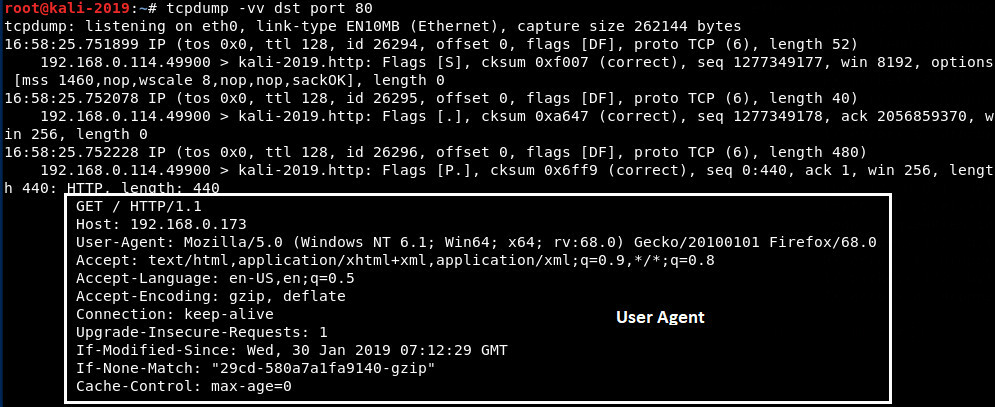 root@kali-2019:~# tcpdump -vv dst port 80
tcpdump: listening on eth0, link-type EN10MB (Ethernet), capture size 262144 bytes
16:58:25.751899 IP (tos 0x0, ttl 128, id 26294, offset 0, flags [DF], proto TCP (6), length 52)
    192.168.0.114.49900 > kali-2019.http: Flags [S], cksum 0xf007 (correct), seq 1277349177, win 8192, options
 [mss 1460,nop,wscale 8,nop,nop,sackOK], length 0
16:58:25.752078 IP (tos 0x0, ttl 128, id 26295, offset 0, flags [DF], proto TCP (6), length 40)
    192.168.0.114.49900 > kali-2019.http: Flags [.], cksum 0xa647 (correct), seq 1277349178, ack 2056859370, w
in 256, length 0
16:58:25.752228 IP (tos 0x0, ttl 128, id 26296, offset 0, flags [DF], proto TCP (6), length 480)
    192.168.0.114.49900 > kali-2019.http: Flags [P.], cksum 0x6ff9 (correct), seq 0:440, ack 1, win 256, lengt
h 440: HTTP, length: 440
GET / HTTP/1.1
Host: 192.168.0.173
User-Agent: Mozilla/5.0 (Windows NT 6.1; Win64; x64; rv:68.0) Gecko/20100101 Firefox/68.0
Accept: text/html,application/xhtml+xml,application/xml;q=0.9,*/*;q=0.8
Accept-Language: en-US,en;q=0.5
Accept-Encoding: gzip, deflate
Connection: keep-alive
User Agent
Upgrade-Insecure-Requests: 1
If-Modified-Since: Wed, 30 Jan 2019 07:12:29 GMT
If-None-Match: "29cd-580a7a1fa9140-gzip"
Cache-Control: max-age=0